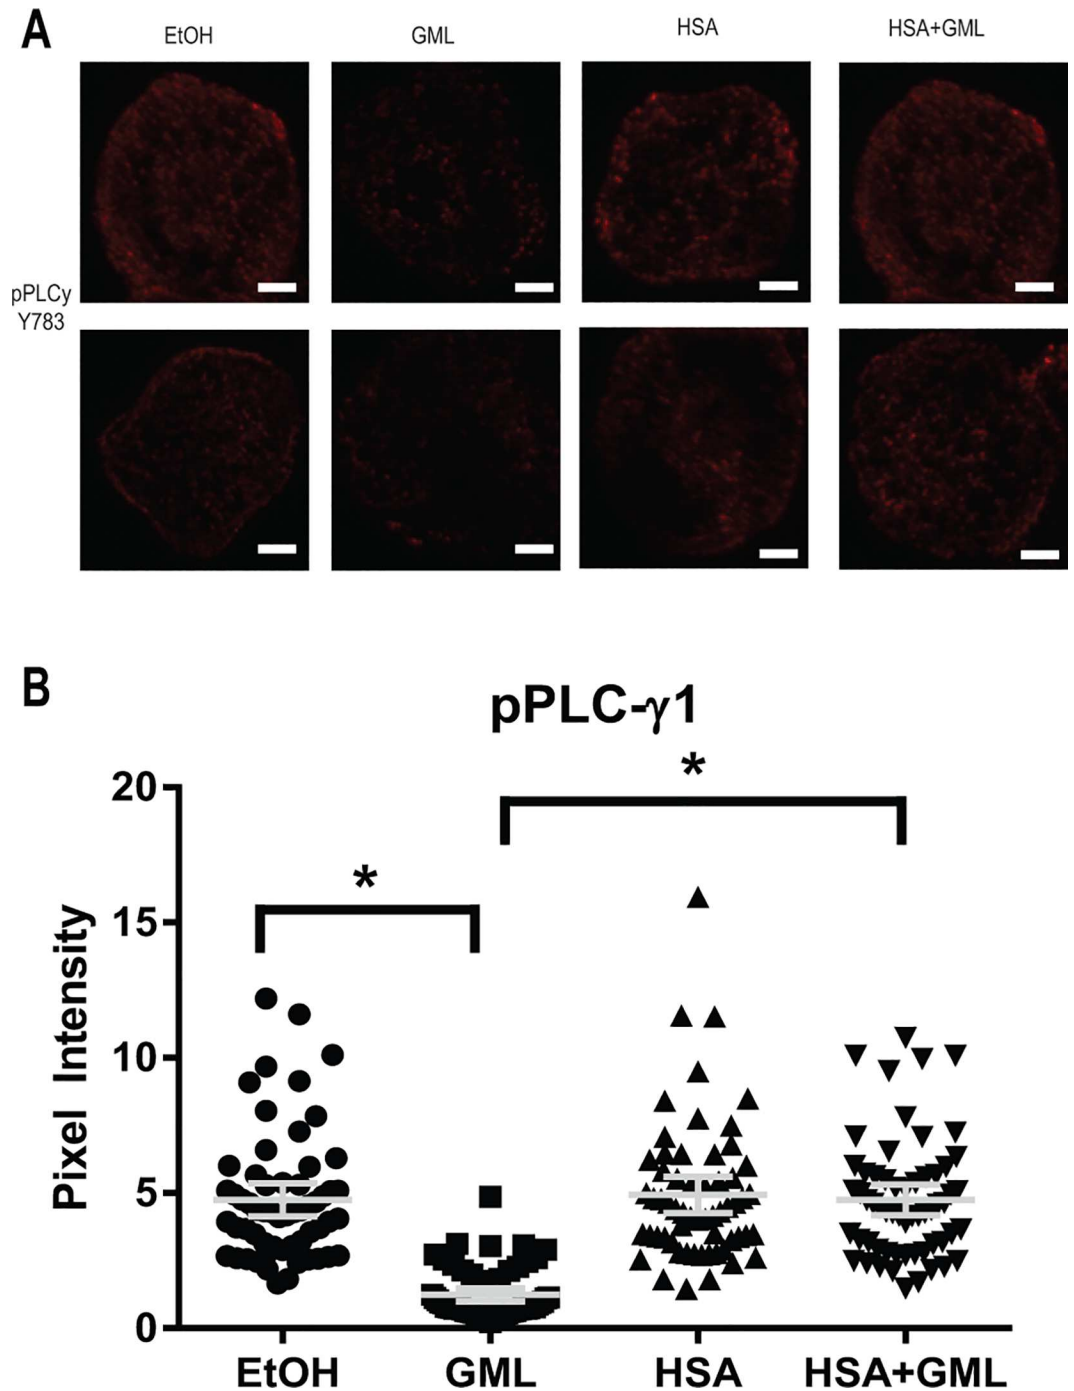 A
EtOH GML HSA HSA+GML
pPLCy
Y783
B
pPLC-γ1
*
*
20
15
10
5
0
Pixel Intensity
EtOH GML HSA HSA+GML